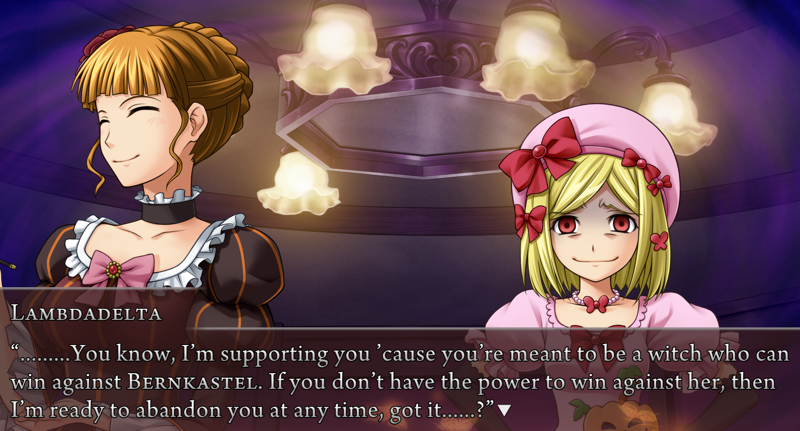 Lambdadelta
“.........You know, I’m supporting you ’cause you’re meant to be a witch who can
win against Bernkastel. If you don’t have the power to win against her, then
I’m ready to abandon you at any time, got it......?”▼